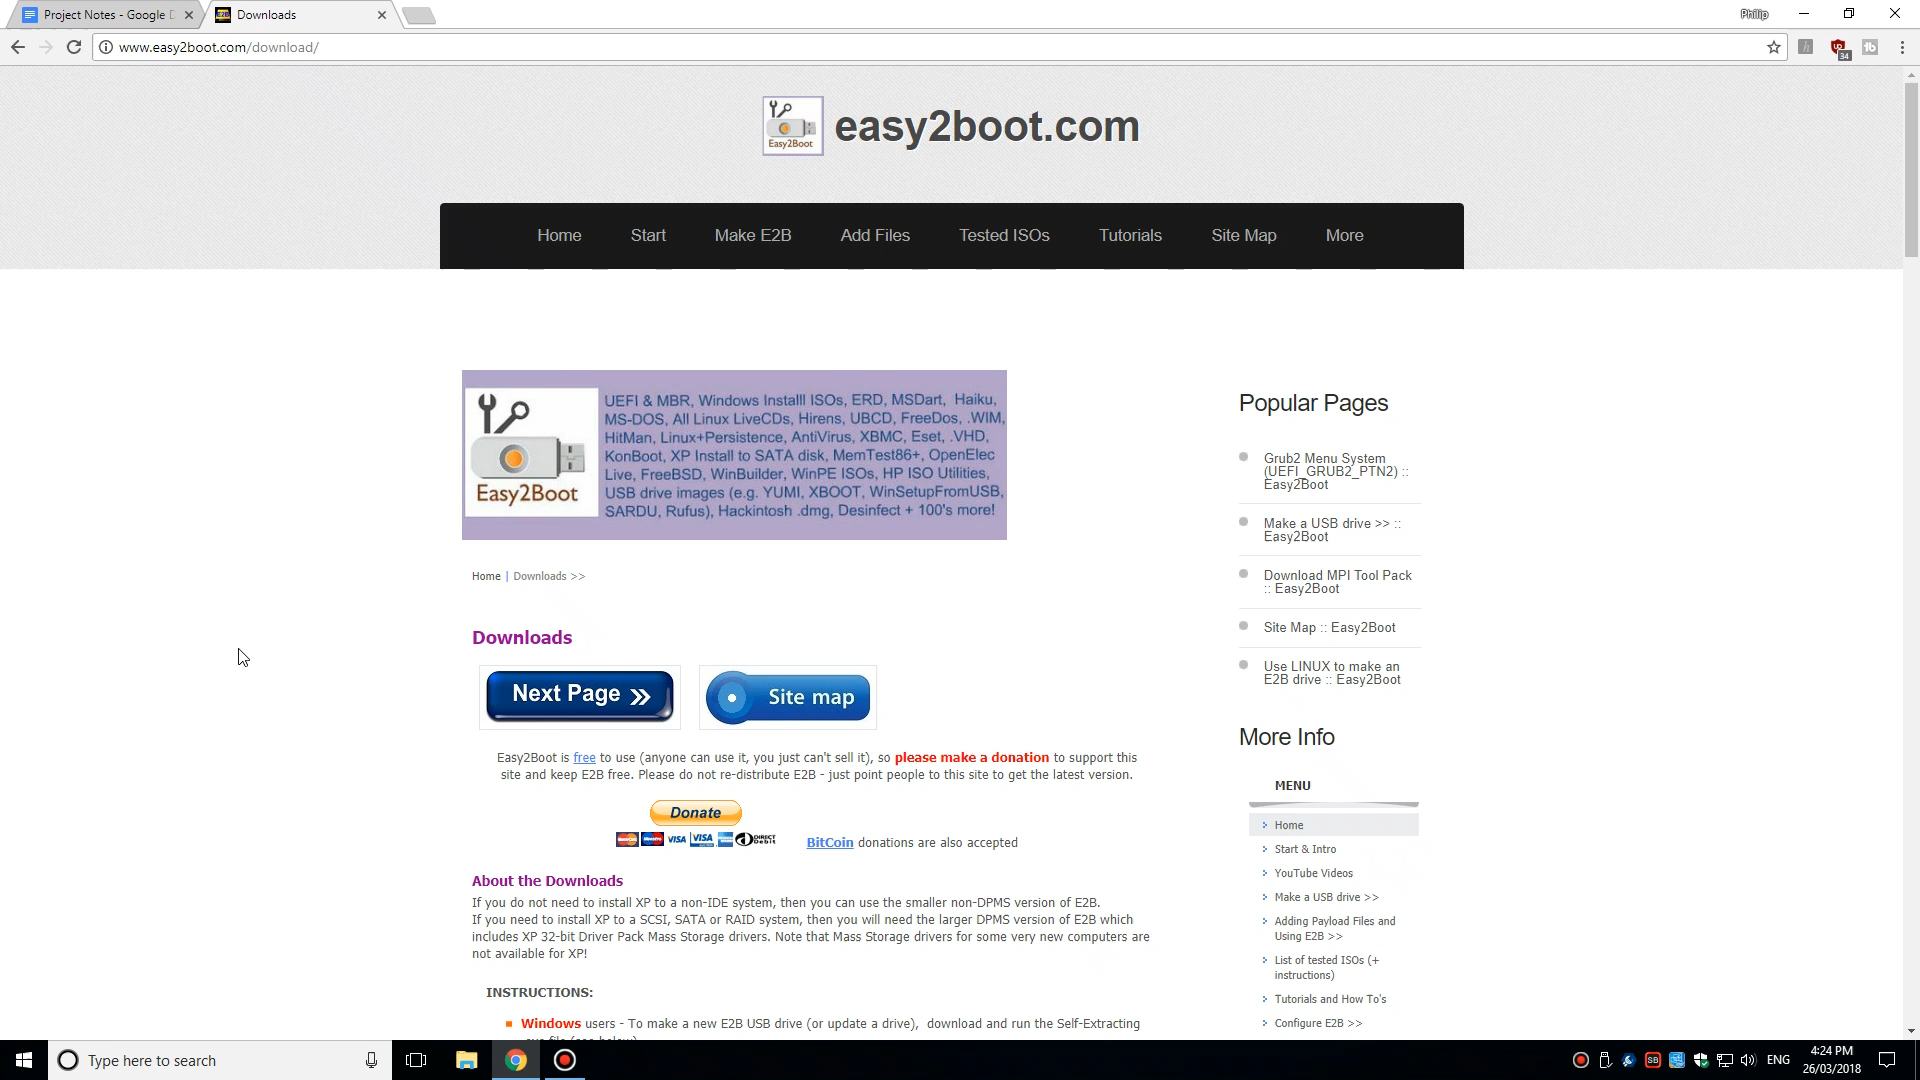 Project Notes - Google D
Downloads
Philip
www.easy2boot.com/download/
34
Easy2Boot
easy2boot.com
Home
Start
Make E2B
Add Files
Tested ISOs
Tutorials
Site Map
More
Easy2Boot
UEFI & MBR, Windows Installl ISOs, ERD, MSDart, Haiku,
MS-DOS, All Linux LiveCDs, Hirens, UBCD, FreeDos, .WIM,
HitMan, Linux+Persistence, AntiVirus, XBMC, Eset, .VHD,
KonBoot, XP Install to SATA disk, MemTest86+, OpenElec
Live, FreeBSD, WinBuilder, WinPE ISOs, HP ISO Utilities,
USB drive images (e.g. YUMI, XBOOT, WinSetupFromUSB,
SARDU, Rufus), Hackintosh .dmg, Desinfect + 100's more!
Home | Downloads >>
Downloads
Next Page »
Site map
Easy2Boot is free to use (anyone can use it, you just can't sell it), so please make a donation to support this
site and keep E2B free. Please do not re-distribute E2B - just point people to this site to get the latest version.
Donate
VISA VISA DIRECT Debit
BitCoin donations are also accepted
About the Downloads
If you do not need to install XP to a non-IDE system, then you can use the smaller non-DPMS version of E2B.
If you need to install XP to a SCSI, SATA or RAID system, then you will need the larger DPMS version of E2B which
includes XP 32-bit Driver Pack Mass Storage drivers. Note that Mass Storage drivers for some very new computers are
not available for XP!
INSTRUCTIONS:
Windows users - To make a new E2B USB drive (or update a drive), download and run the Self-Extracting
Popular Pages
Grub2 Menu System
(UEFI_GRUB2_PTN2) ::
Easy2Boot
Make a USB drive >> ::
Easy2Boot
Download MPI Tool Pack
:: Easy2Boot
Site Map :: Easy2Boot
Use LINUX to make an
E2B drive :: Easy2Boot
More Info
MENU
Home
Start & Intro
YouTube Videos
Make a USB drive >>
Adding Payload Files and
Using E2B >>
List of tested ISOs (+
instructions)
Tutorials and How To's
Configure E2B >>
Type here to search
SB
ENG
4:24 PM
26/03/2018